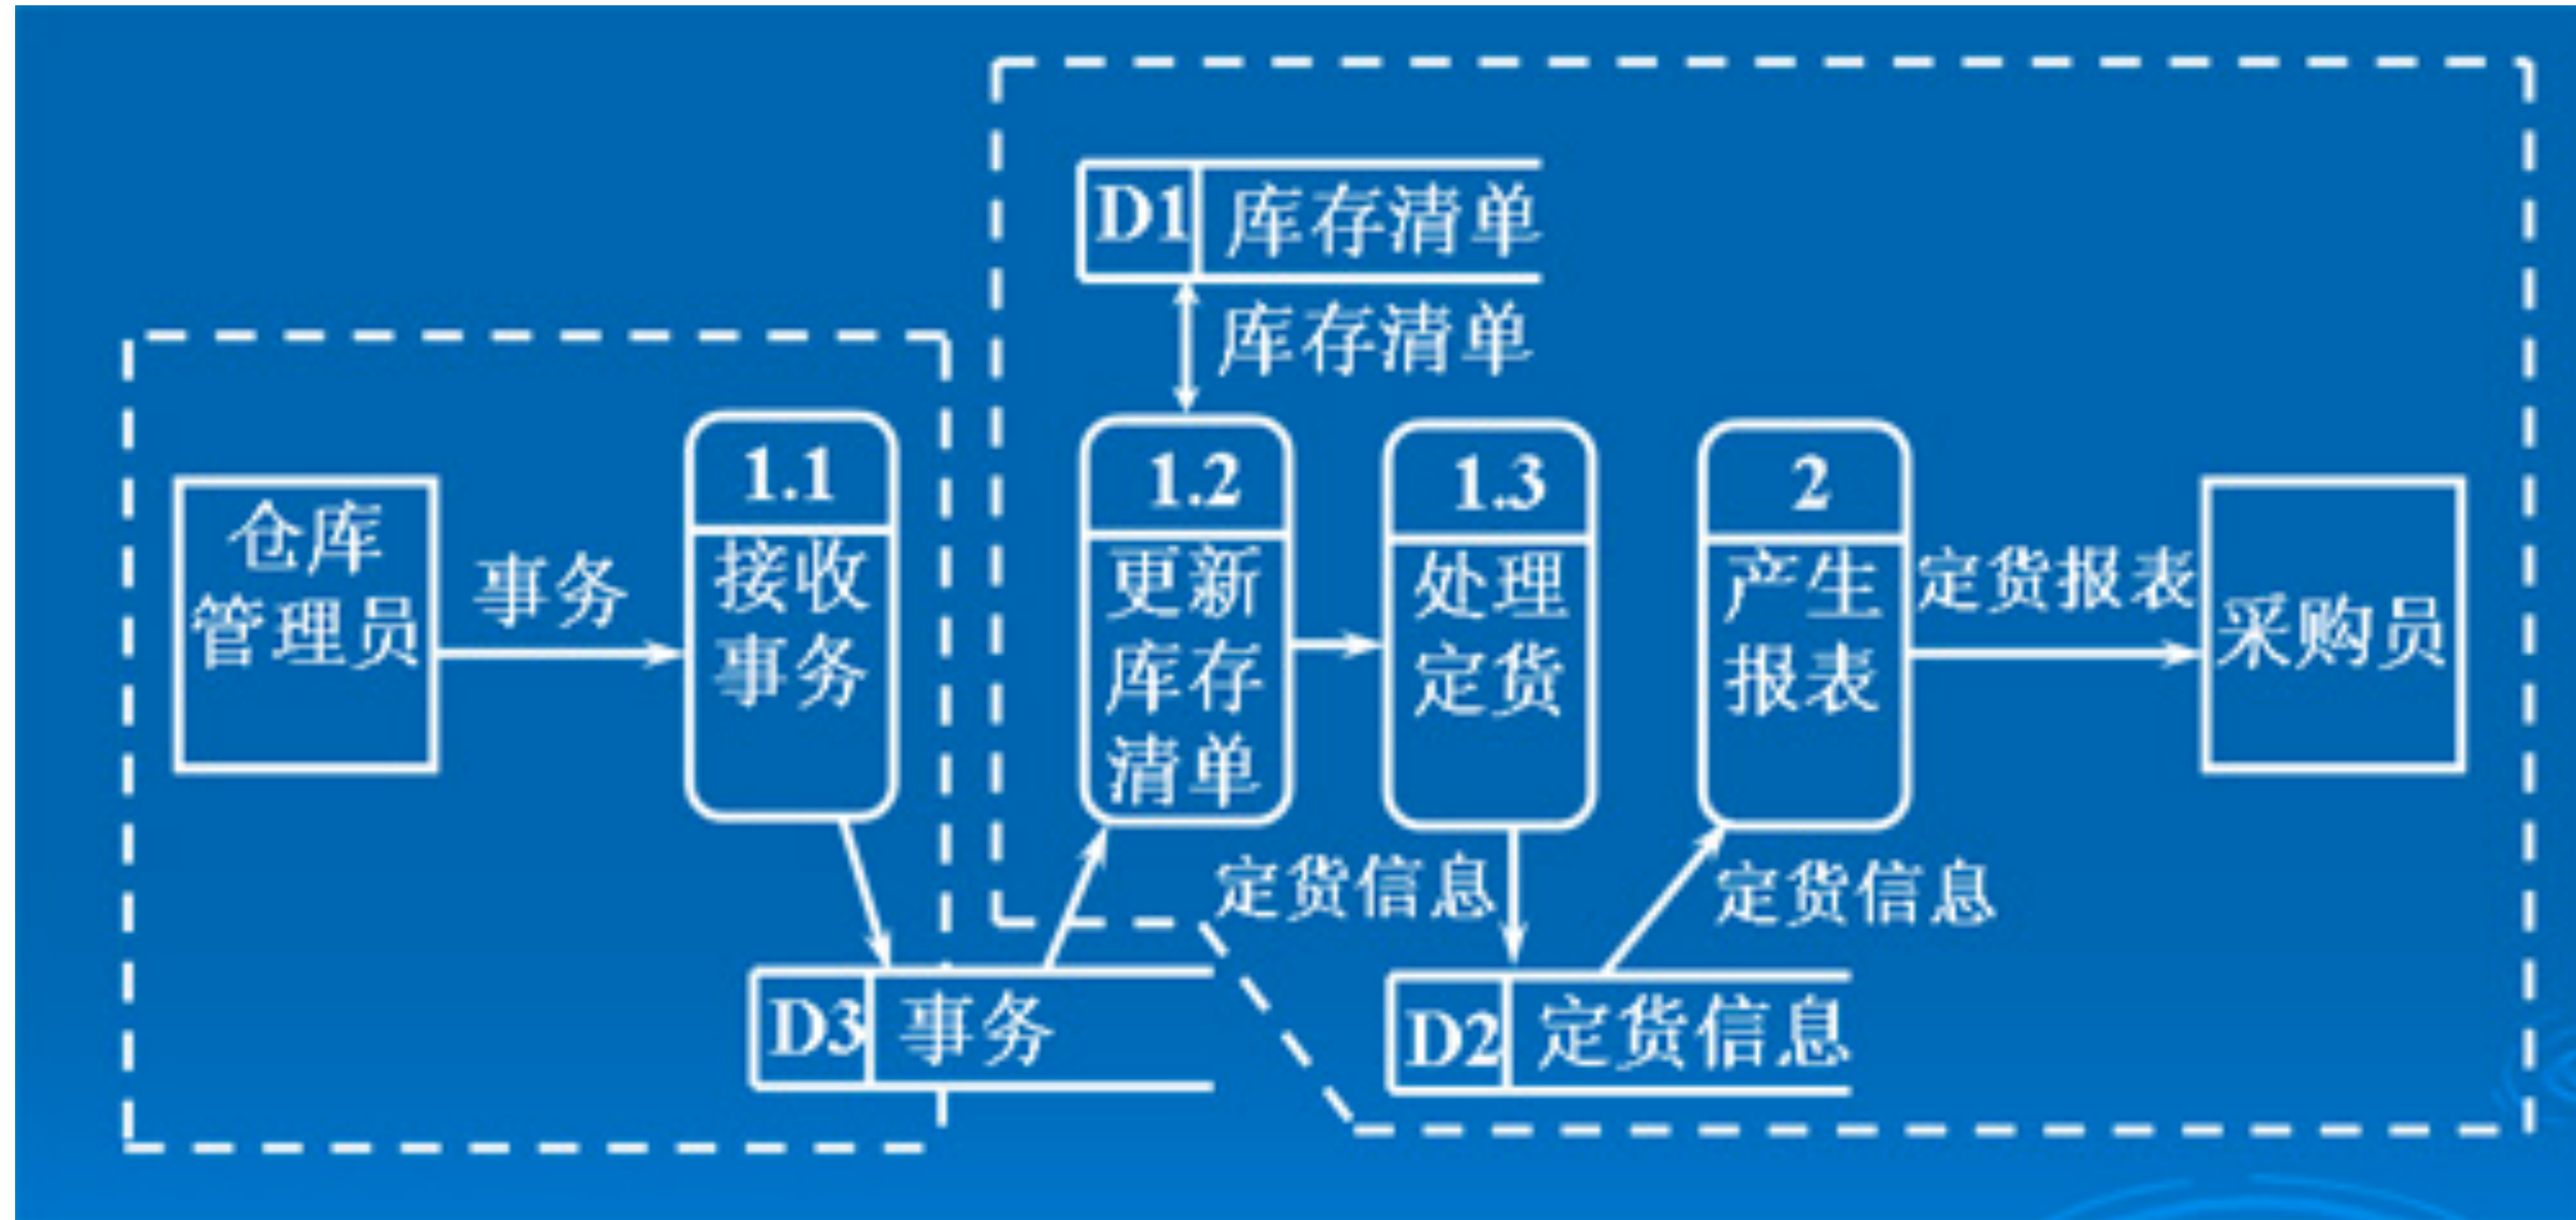 D1 库存清单
库存清单
仓库
管理员
事务
1.1
接收
事务
1.2
更新
库存
清单
1.3
处理
定货
2
产生
报表
定货报表
采购员
定货信息
定货信息
D3 事务
D2 定货信息